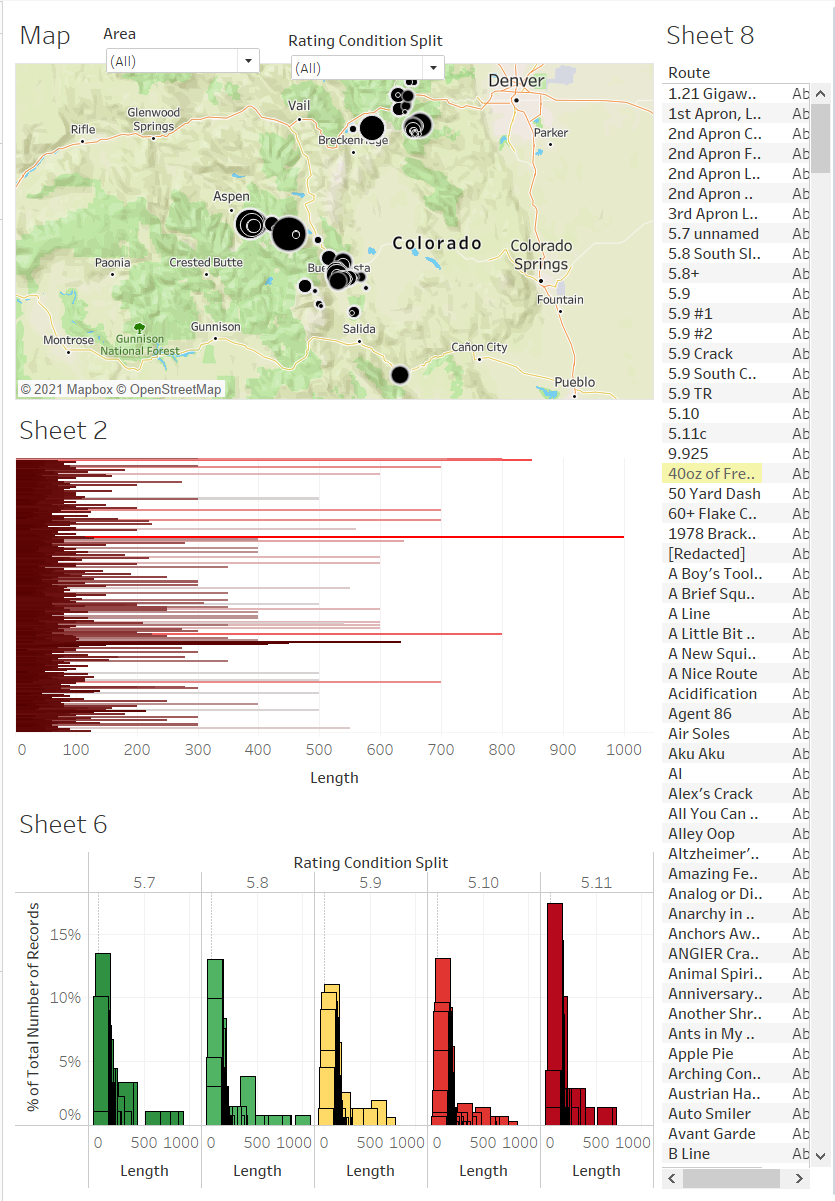 Map
Area
(All)
Rating Condition Split
(All)
Denver
Vail
Glenwood
Springs
Rifle
Breckenridge
Parker
Aspen
Colorado
Colorado
Springs
Paonia
Crested Butte
Fountain
Gunnison
Salida
Montrose
Gunnison
National Forest
Cañon City
Pueblo
© 2021 Mapbox © OpenStreetMap
Sheet 2
0 100 200 300 400 500 600 700 800 900 1000
Length
Sheet 6
Rating Condition Split
5.7 5.8 5.9 5.10 5.11
% of Total Number of Records
15%
10%
5%
0%
0 500 1000 0 500 1000 0 500 1000 0 500 1000 0 500 1000
Length Length Length Length Length
Sheet 8
Route
1.21 Gigaw.. Ab
1st Apron, L.. Ab
2nd Apron C.. Ab
2nd Apron F.. Ab
2nd Apron L.. Ab
2nd Apron .. Ab
3rd Apron L.. Ab
5.7 unnamed Ab
5.8 South Sl.. Ab
5.8+ Ab
5.9 Ab
5.9 #1 Ab
5.9 #2 Ab
5.9 Crack Ab
5.9 South C.. Ab
5.9 TR Ab
5.10 Ab
5.11c Ab
9.925 Ab
40oz of Fre.. Ab
50 Yard Dash Ab
60+ Flake C.. Ab
1978 Brack.. Ab
[Redacted] Ab
A Boy's Tool.. Ab
A Brief Squ.. Ab
A Line Ab
A Little Bit .. Ab
A New Squi.. Ab
A Nice Route Ab
Acidification Ab
Agent 86 Ab
Air Soles Ab
Aku Aku Ab
Al Ab
Alex's Crack Ab
All You Can .. Ab
Alley Oop Ab
Altzheimer'.. Ab
Amazing Fe.. Ab
Analog or Di.. Ab
Anarchy in .. Ab
Anchors Aw.. Ab
ANGIER Cra.. Ab
Animal Spiri.. Ab
Anniversary.. Ab
Another Shr.. Ab
Ants in My .. Ab
Apple Pie Ab
Arching Con.. Ab
Austrian Ha.. Ab
Auto Smiler Ab
Avant Garde Ab
B Line Ab